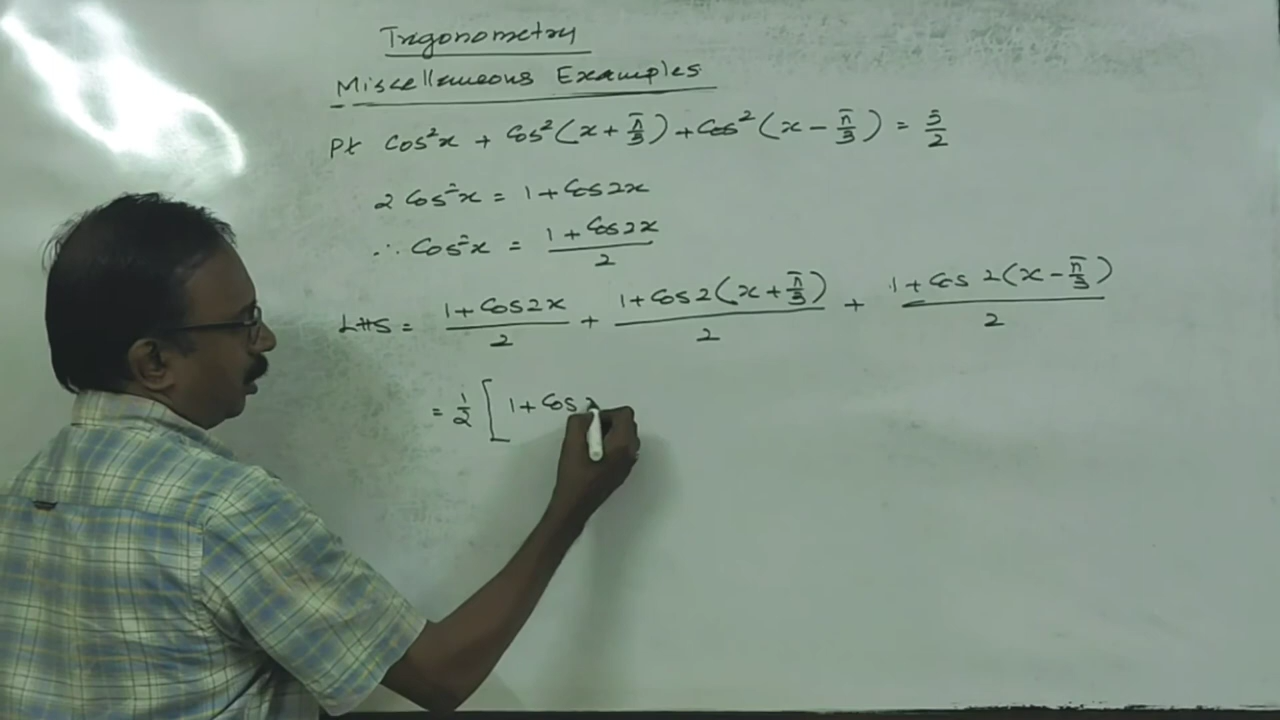 Trigonometry
Miscellaneous Examples
Pt Cos²x + Cos²(x + π/3) + Cos²(x - π/3) = 3/2
2 Cos²x = 1 + Cos 2x
∴ Cos²x = (1 + Cos 2x)/2
LHS = (1 + Cos 2x)/2 + (1 + Cos 2(x + π/3))/2 + (1 + Cos 2(x - π/3))/2
= 1/2 [ 1 + Cos 2